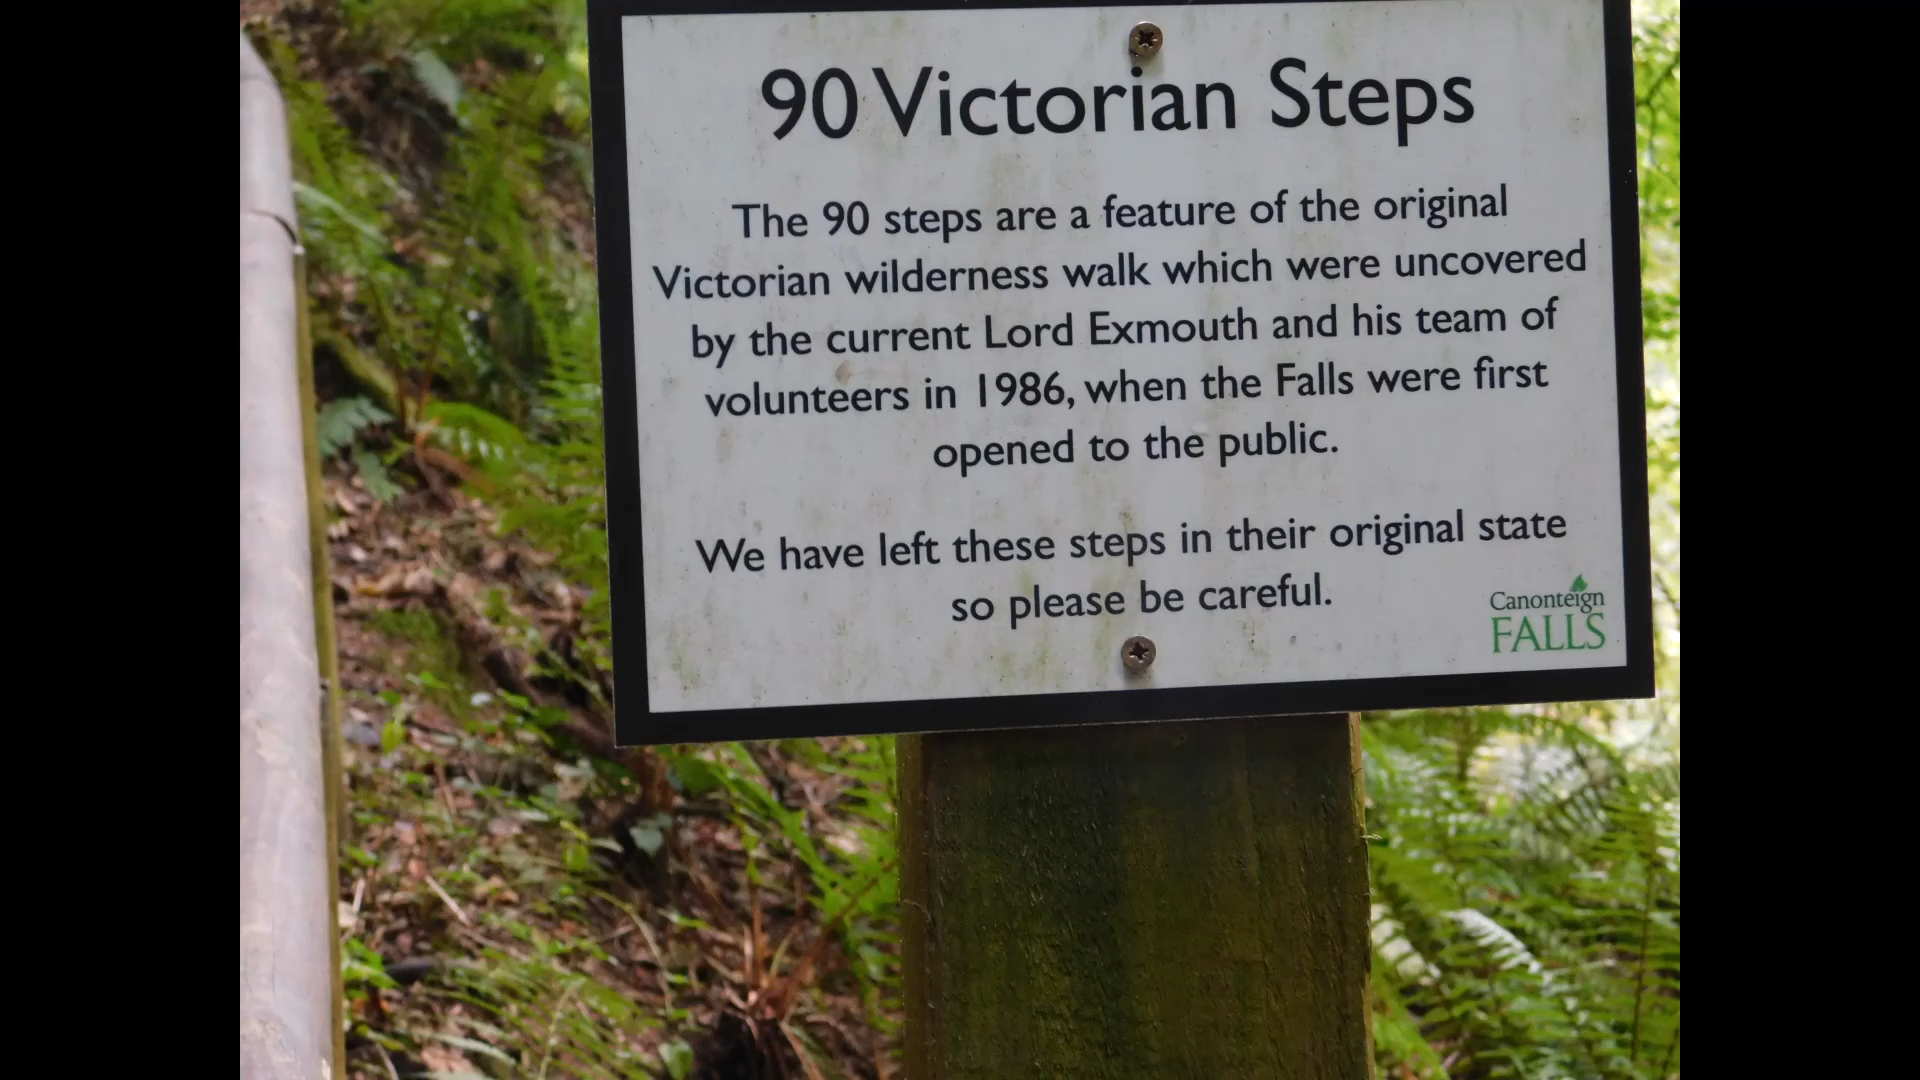 90 Victorian Steps
The 90 steps are a feature of the original
Victorian wilderness walk which were uncovered
by the current Lord Exmouth and his team of
volunteers in 1986, when the Falls were first
opened to the public.
We have left these steps in their original state
so please be careful.
Canonteign
FALLS